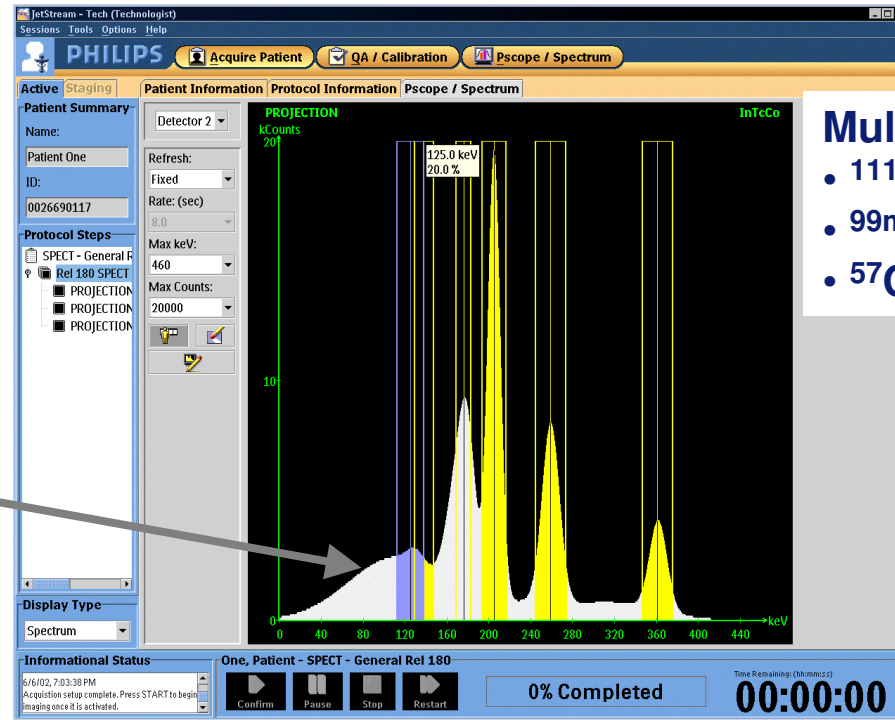 JetStream - Tech (Technologist)
Sessions Tools Options Help
PHILIPS Acquire Patient QA / Calibration Pscope / Spectrum
Active Staging
Patient Information Protocol Information Pscope / Spectrum
Patient Summary
Name:
Patient One
ID:
0026690117
Protocol Steps
SPECT - General R
Rel 180 SPECT
PROJECTION
PROJECTION
PROJECTION
Display Type
Spectrum
Detector 2
Refresh:
Fixed
Rate: (sec)
8.0
Max keV:
460
Max Counts:
20000
PROJECTION
InTcCo
kCounts
20
125.0 keV
20.0 %
10
0
0 40 80 120 160 200 240 280 320 360 400 440 keV
Mul
• 111
• 99m
• 57C
Informational Status
6/6/02, 7:03:38 PM
Acquistion setup complete. Press START to begin
imaging once it is activated.
One, Patient - SPECT - General Rel 180
Confirm Pause Stop Restart
0% Completed
Time Remaining: (hh:mm:ss)
00:00:00